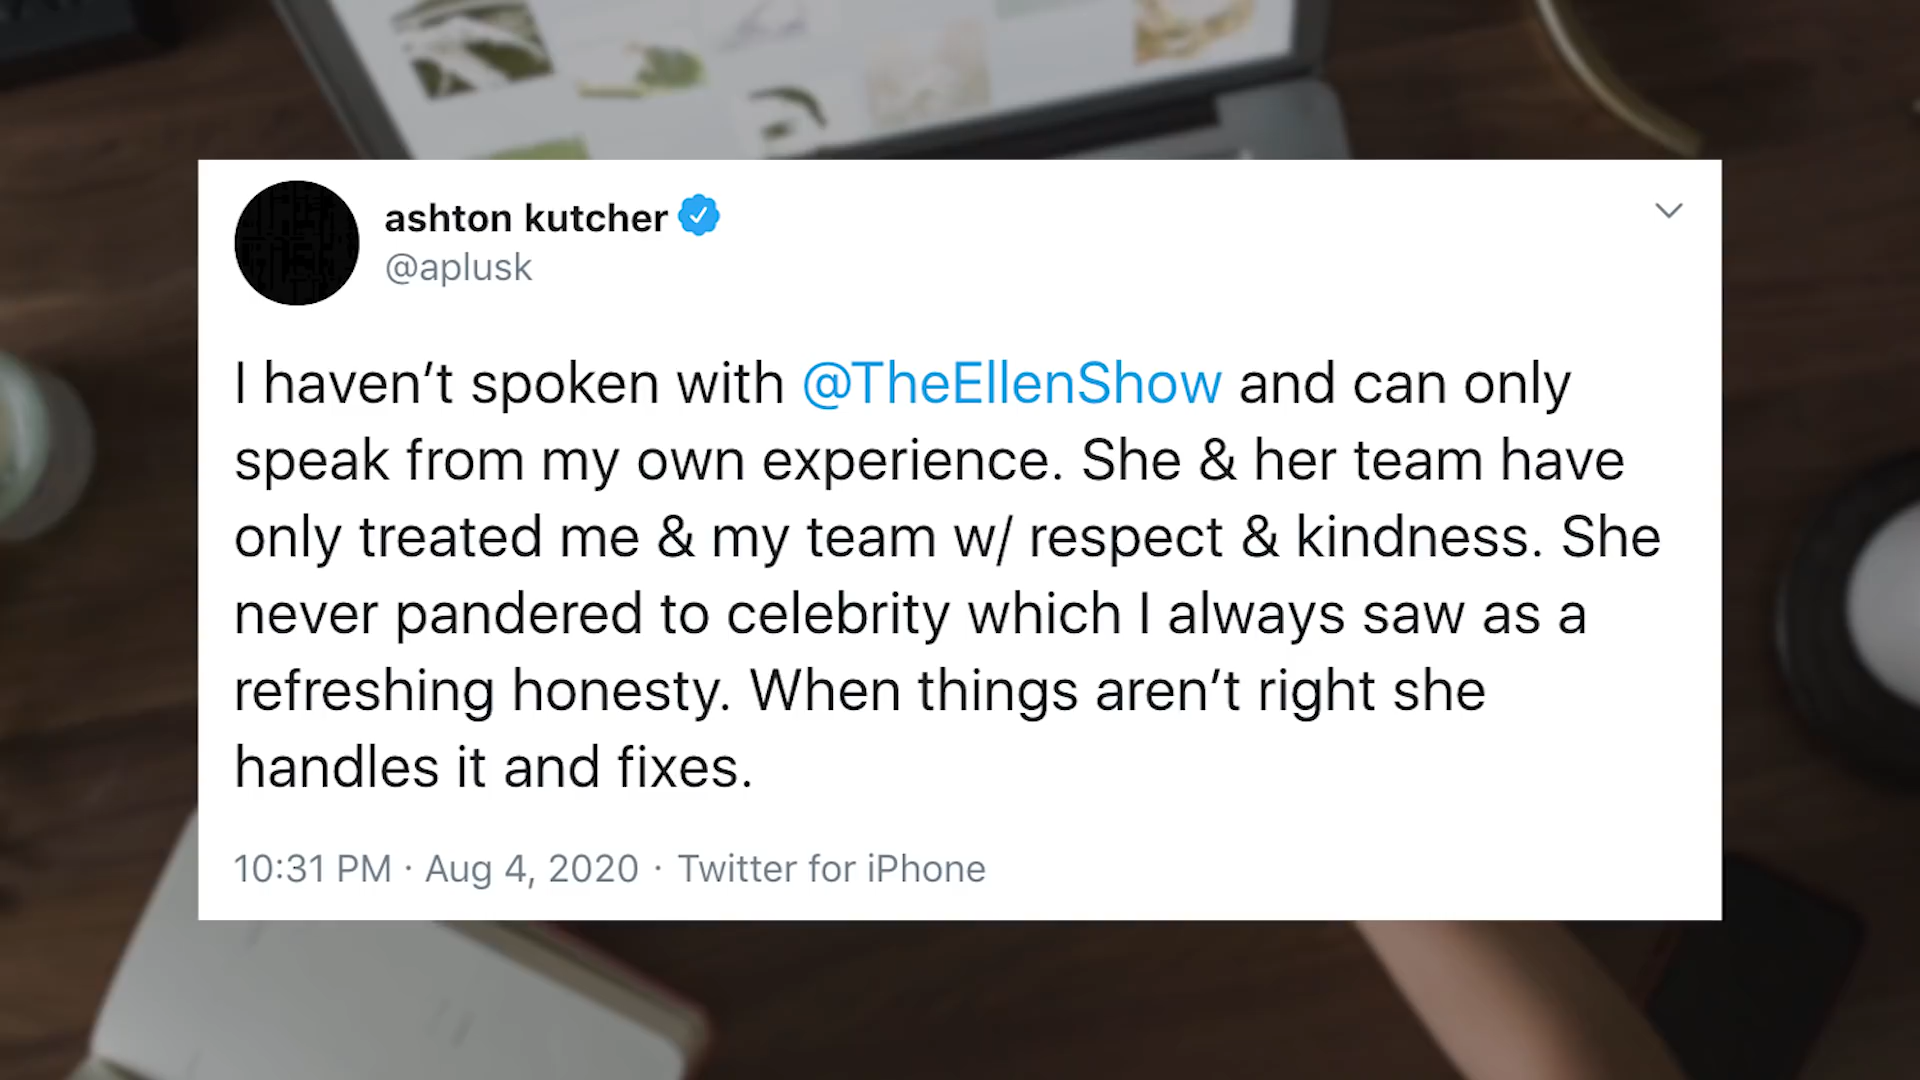 ashton kutcher
@aplusk
I haven’t spoken with @TheEllenShow and can only
speak from my own experience. She & her team have
only treated me & my team w/ respect & kindness. She
never pandered to celebrity which I always saw as a
refreshing honesty. When things aren’t right she
handles it and fixes.
10:31 PM · Aug 4, 2020 · Twitter for iPhone